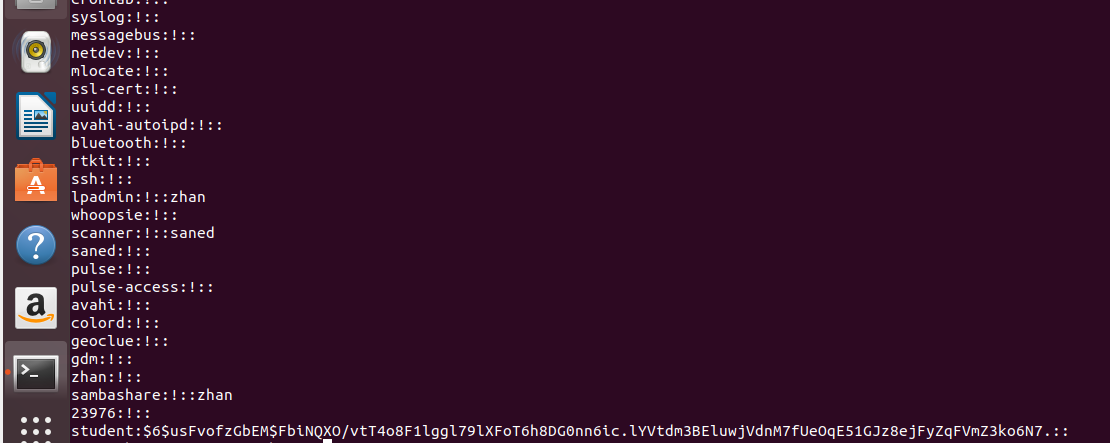 crontab:!::
syslog:!::
messagebus:!::
netdev:!::
mlocate:!::
ssl-cert:!::
uuidd:!::
avahi-autoipd:!::
bluetooth:!::
rtkit:!::
ssh:!::
lpadmin:!::zhan
whoopsie:!::
scanner:!::saned
saned:!::
pulse:!::
pulse-access:!::
avahi:!::
colord:!::
geoclue:!::
gdm:!::
zhan:!::
sambashare:!::zhan
23976:!::
student:$6$usFvofzGbEM$FbiNQXO/vtT4o8F1lggl79lXFoT6h8DG0nn6ic.lYVtdm3BEluwjVdnM7fUeOqE51GJz8ejFyZqFVmZ3ko6N7.::